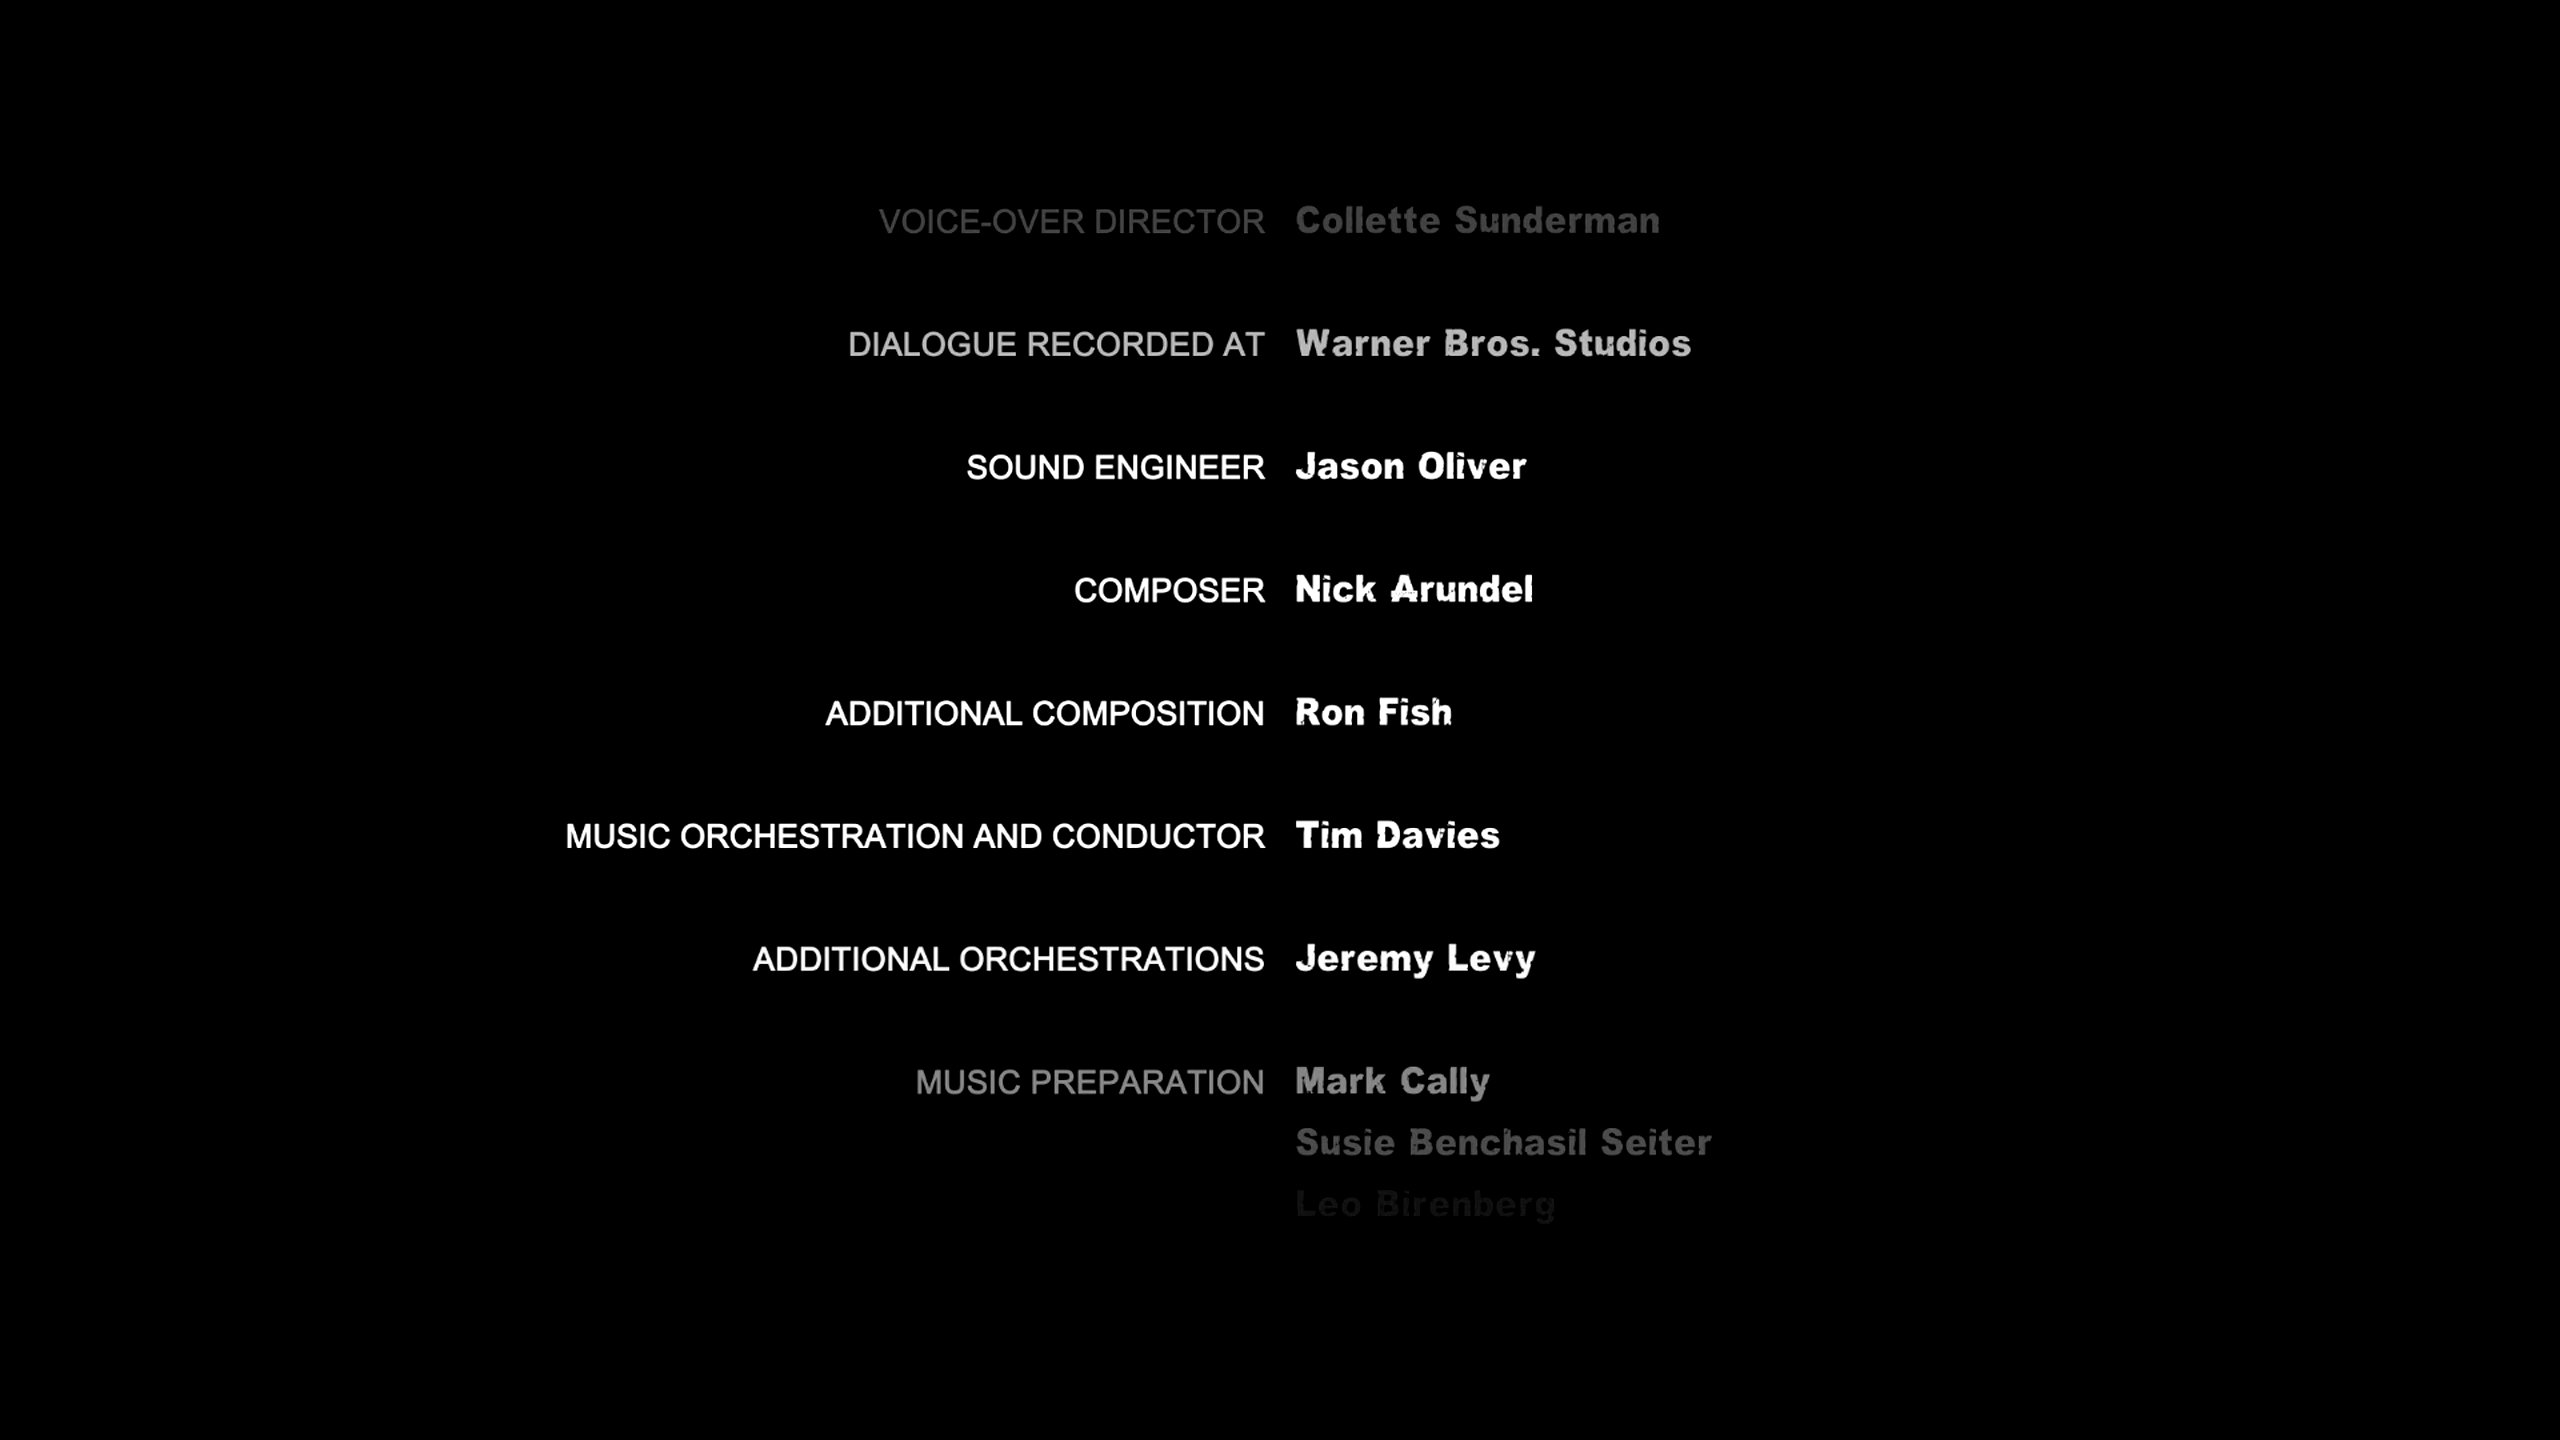 VOICE-OVER DIRECTOR Collette Sunderman
DIALOGUE RECORDED AT Warner Bros. Studios
SOUND ENGINEER Jason Oliver
COMPOSER Nick Arundel
ADDITIONAL COMPOSITION Ron Fish
MUSIC ORCHESTRATION AND CONDUCTOR Tim Davies
ADDITIONAL ORCHESTRATIONS Jeremy Levy
MUSIC PREPARATION Mark Cally
Susie Benchasil Seiter
Leo Birenberg